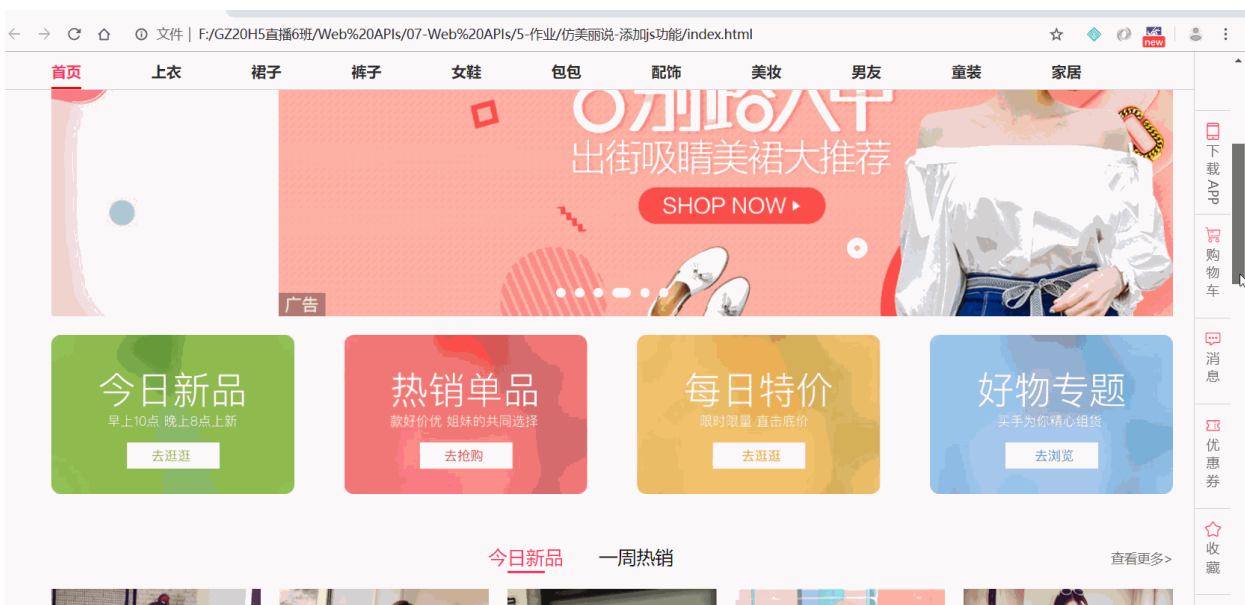 文件 | F:/GZ20H5直播6班/Web%20APIs/07-Web%20APIs/5-作业/仿美丽说-添加js功能/index.html
new
首页 上衣 裙子 裤子 女鞋 包包 配饰 美妆 男友 童装 家居
出街吸睛美裙大推荐
SHOP NOW
广告
今日新品 热销单品 每日特价 好物专题
早上10点 晚上8点上新 款好价优 姐妹的共同选择 限时限量 直击底价 买手为你精心组货
去逛逛 去抢购 去逛逛 去浏览
今日新品 一周热销 查看更多>
下载APP
购物车
消息
优惠券
收藏